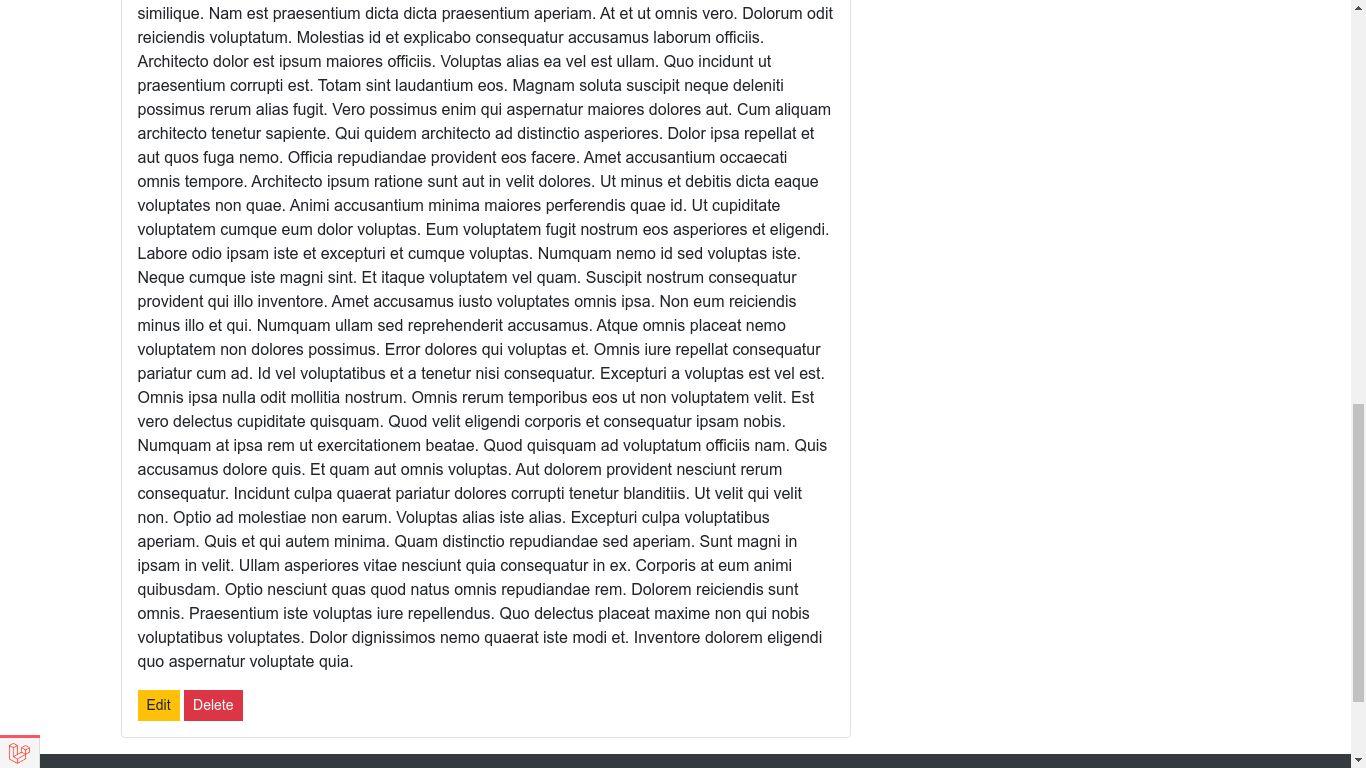 similique. Nam est praesentium dicta dicta praesentium aperiam. At et ut omnis vero. Dolorum odit
reiciendis voluptatum. Molestias id et explicabo consequatur accusamus laborum officiis.
Architecto dolor est ipsum maiores officiis. Voluptas alias ea vel est ullam. Quo incidunt ut
praesentium corrupti est. Totam sint laudantium eos. Magnam soluta suscipit neque deleniti
possimus rerum alias fugit. Vero possimus enim qui aspernatur maiores dolores aut. Cum aliquam
architecto tenetur sapiente. Qui quidem architecto ad distinctio asperiores. Dolor ipsa repellat et
aut quos fuga nemo. Officia repudiandae provident eos facere. Amet accusantium occaecati
omnis tempore. Architecto ipsum ratione sunt aut in velit dolores. Ut minus et debitis dicta eaque
voluptates non quae. Animi accusantium minima maiores perferendis quae id. Ut cupiditate
voluptatem cumque eum dolor voluptas. Eum voluptatem fugit nostrum eos asperiores et eligendi.
Labore odio ipsam iste et excepturi et cumque voluptas. Numquam nemo id sed voluptas iste.
Neque cumque iste magni sint. Et itaque voluptatem vel quam. Suscipit nostrum consequatur
provident qui illo inventore. Amet accusamus iusto voluptates omnis ipsa. Non eum reiciendis
minus illo et qui. Numquam ullam sed reprehenderit accusamus. Atque omnis placeat nemo
voluptatem non dolores possimus. Error dolores qui voluptas et. Omnis iure repellat consequatur
pariatur cum ad. Id vel voluptatibus et a tenetur nisi consequatur. Excepturi a voluptas est vel est.
Omnis ipsa nulla odit mollitia nostrum. Omnis rerum temporibus eos ut non voluptatem velit. Est
vero delectus cupiditate quisquam. Quod velit eligendi corporis et consequatur ipsam nobis.
Numquam at ipsa rem ut exercitationem beatae. Quod quisquam ad voluptatum officiis nam. Quis
accusamus dolore quis. Et quam aut omnis voluptas. Aut dolorem provident nesciunt rerum
consequatur. Incidunt culpa quaerat pariatur dolores corrupti tenetur blanditiis. Ut velit qui velit
non. Optio ad molestiae non earum. Voluptas alias iste alias. Excepturi culpa voluptatibus
aperiam. Quis et qui autem minima. Quam distinctio repudiandae sed aperiam. Sunt magni in
ipsam in velit. Ullam asperiores vitae nesciunt quia consequatur in ex. Corporis at eum animi
quibusdam. Optio nesciunt quas quod natus omnis repudiandae rem. Dolorem reiciendis sunt
omnis. Praesentium iste voluptas iure repellendus. Quo delectus placeat maxime non qui nobis
voluptatibus voluptates. Dolor dignissimos nemo quaerat iste modi et. Inventore dolorem eligendi
quo aspernatur voluptate quia.
Edit Delete